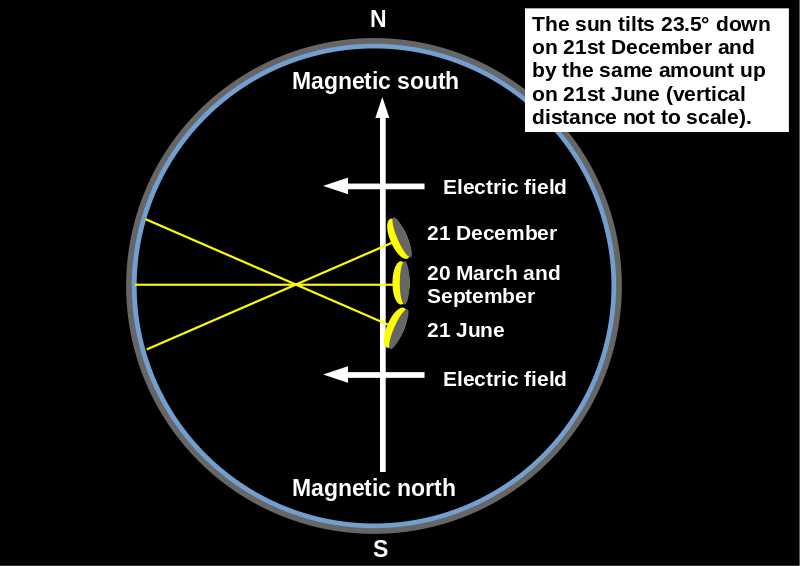 N
The sun tilts 23.5° down
on 21st December and
by the same amount up
on 21st June (vertical
distance not to scale).
Magnetic south
Electric field
21 December
20 March and
September
21 June
Electric field
Magnetic north
S